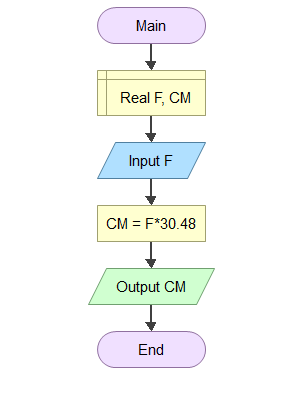 Main
Real F, CM
Input F
CM = F*30.48
Output CM
End